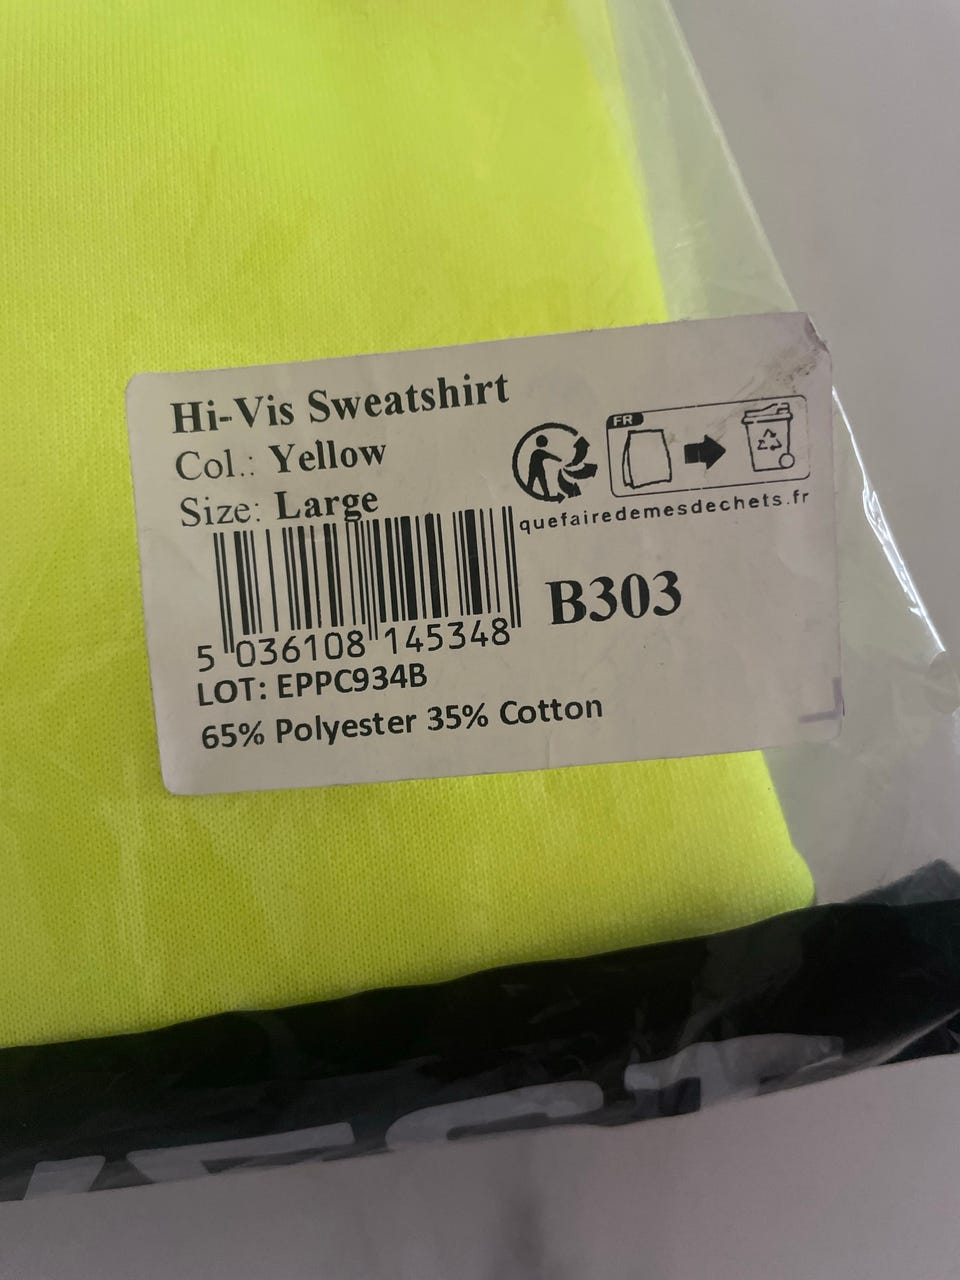 Hi-Vis Sweatshirt
Col.: Yellow
Size: Large
FR
quefairedemesdechets.fr
B303
5 036108 145348
LOT: EPPC934B
65% Polyester 35% Cotton